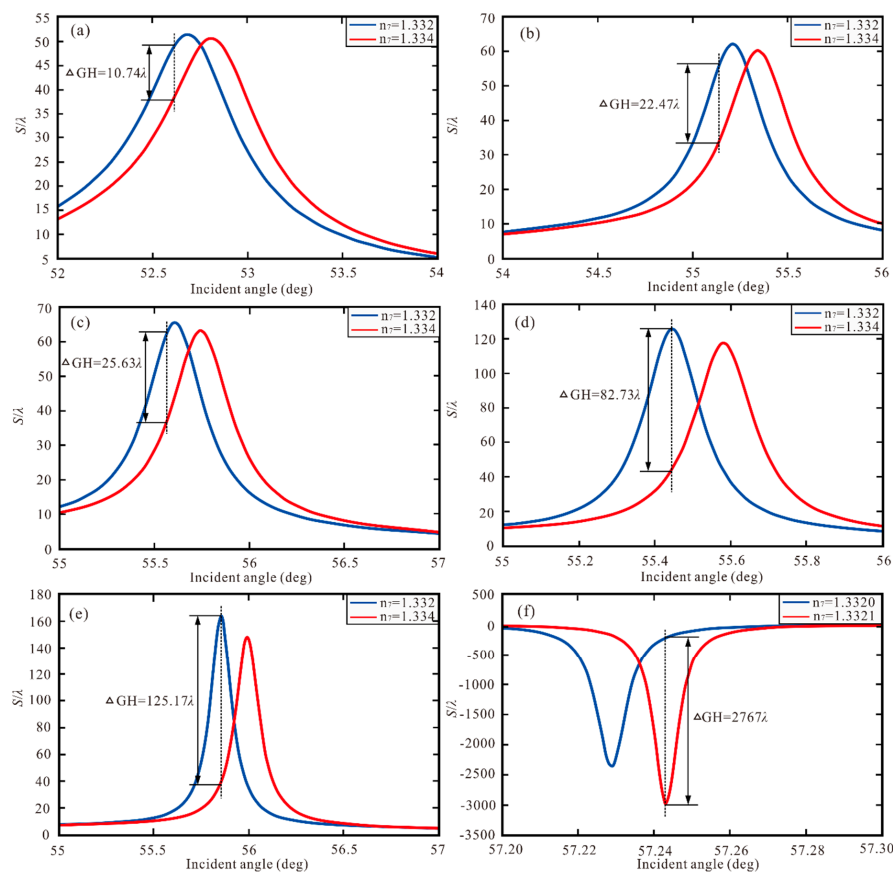 (a)
n₇=1.332
n₇=1.334
△GH=10.74λ
S/λ
55
50
45
40
35
30
25
20
15
10
5
52
52.5
53
53.5
54
Incident angle (deg)
(b)
n₇=1.332
n₇=1.334
△GH=22.47λ
S/λ
70
60
50
40
30
20
10
0
54
54.5
55
55.5
56
Incident angle (deg)
(c)
n₇=1.332
n₇=1.334
△GH=25.63λ
S/λ
70
60
50
40
30
20
10
0
55
55.5
56
56.5
57
Incident angle (deg)
(d)
n₇=1.332
n₇=1.334
△GH=82.73λ
S/λ
140
120
100
80
60
40
20
0
55
55.2
55.4
55.6
55.8
56
Incident angle (deg)
(e)
n₇=1.332
n₇=1.334
△GH=125.17λ
S/λ
180
160
140
120
100
80
60
40
20
0
55
55.5
56
56.5
57
Incident angle (deg)
(f)
n₇=1.3320
n₇=1.3321
△GH=2767λ
S/λ
500
0
-500
-1000
-1500
-2000
-2500
-3000
-3500
57.20
57.22
57.24
57.26
57.28
57.30
Incident angle (deg)